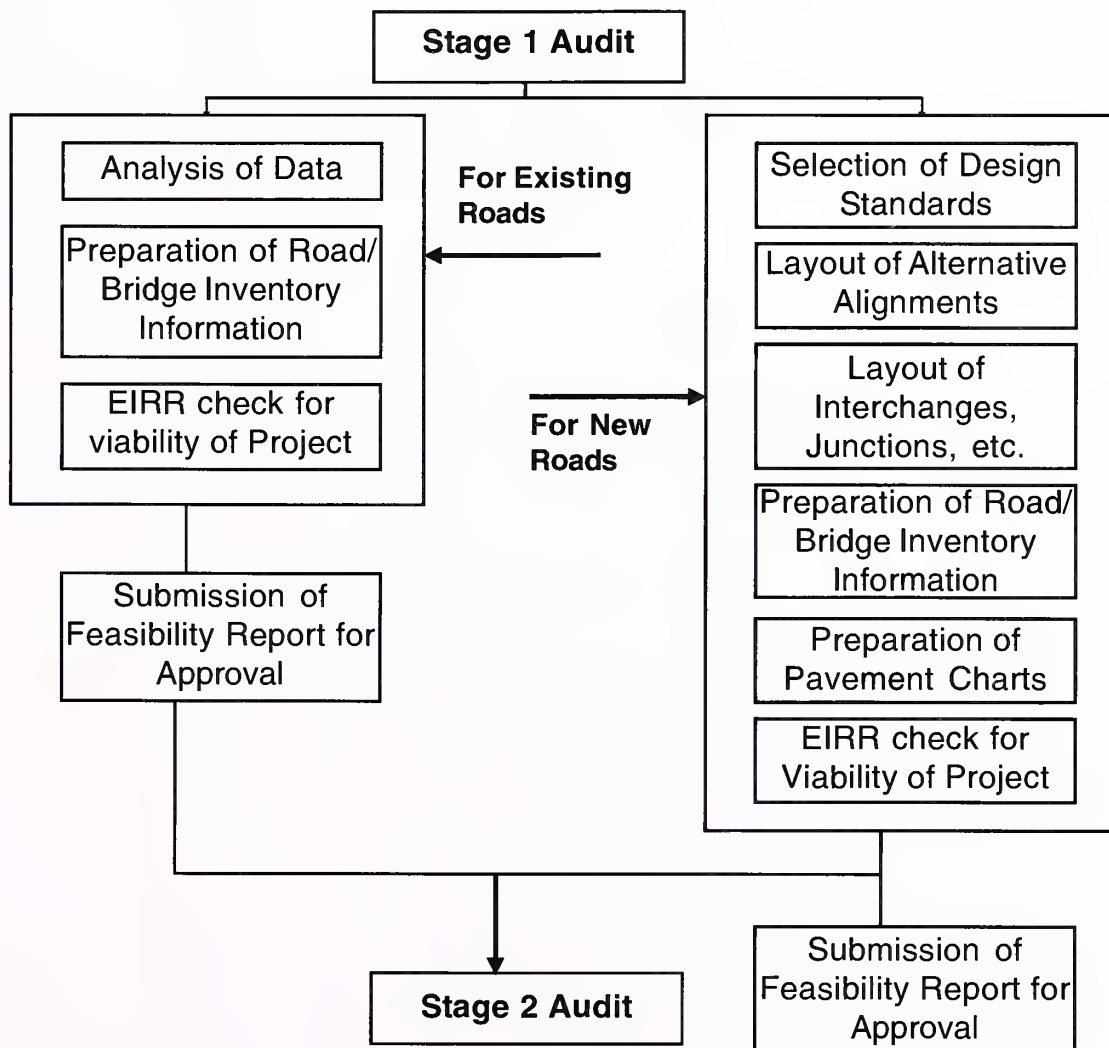 Stage 1 Audit
Analysis of Data
Preparation of Road/
Bridge Inventory
Information
EIRR check for
viability of Project
Submission of
Feasibility Report for
Approval
For Existing
Roads
For New
Roads
Selection of Design
Standards
Layout of Alternative
Alignments
Layout of
Interchanges,
Junctions, etc.
Preparation of Road/
Bridge Inventory
Information
Preparation of
Pavement Charts
EIRR check for
Viability of Project
Submission of
Feasibility Report for
Approval
Stage 2 Audit